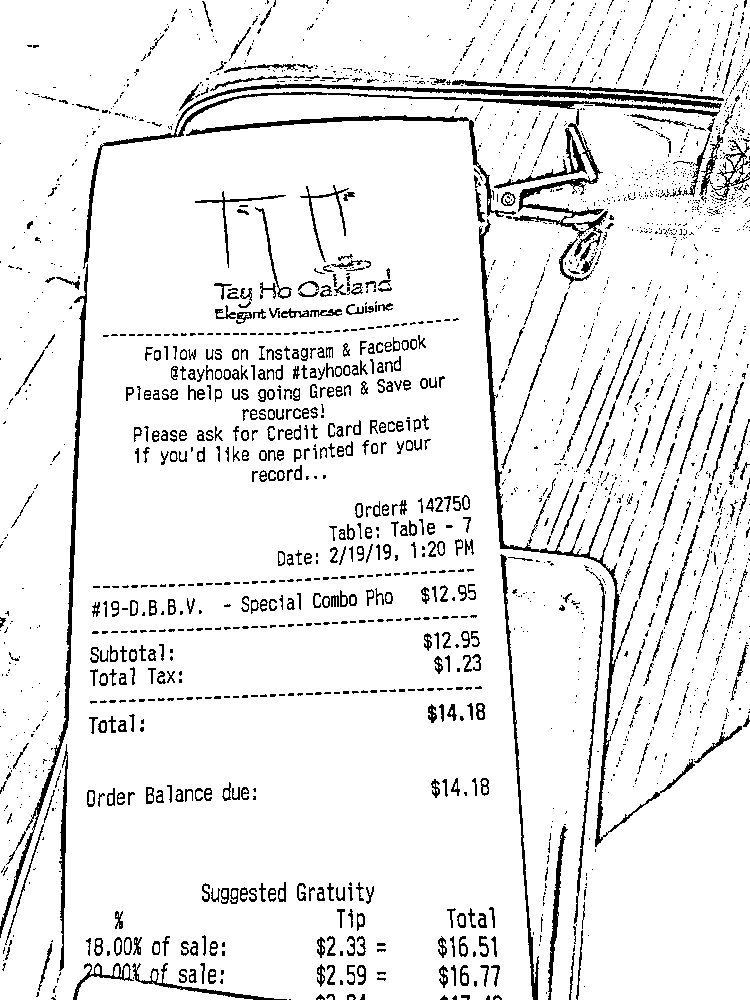 Tay Ho Oakland
Elegant Vietnamese Cuisine
Follow us on Instagram & Facebook
@tayhooakland #tayhooakland
Please help us going Green & Save our
resources!
Please ask for Credit Card Receipt
if you'd like one printed for your
record...
Order# 142750
Table: Table - 7
Date: 2/19/19, 1:20 PM
#19-D.B.B.V. - Special Combo Pho $12.95
Subtotal: $12.95
Total Tax: $1.23
Total: $14.18
Order Balance due: $14.18
Suggested Gratuity
% Tip Total
18.00% of sale: $2.33 = $16.51
20.00% of sale: $2.59 = $16.77